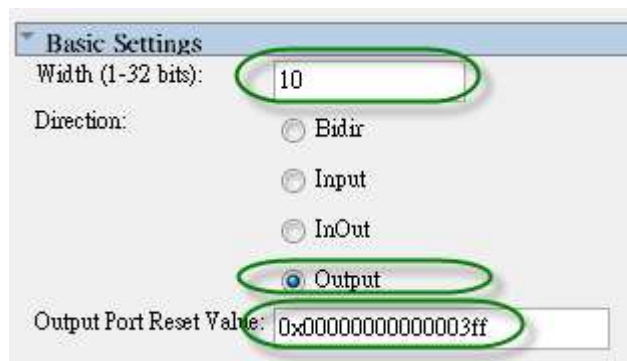 Basic Settings
Width (1-32 bits): 10
Direction:
Bidir
Input
InOut
Output
Output Port Reset Value: 0x00000000000003ff